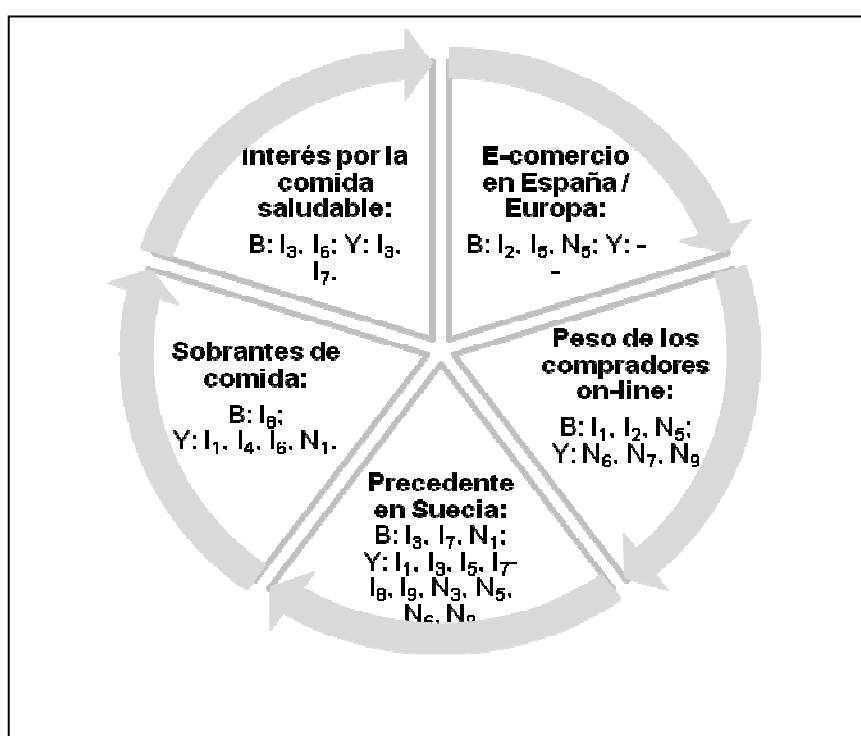 Interés por la
comida
saludable:
B: I₃, I₆; Y: I₃,
I₇.
E-comercio
en España /
Europa:
B: I₂, I₅, N₅; Y: -
-
Peso de los
compradores
on-line:
B: I₁, I₂, N₅;
Y: N₆, N₇, N₉
Precedente
en Suecia:
B: I₃, I₇, N₁;
Y: I₁, I₃, I₅, I₇-
I₈, I₉, N₃, N₅,
N₆, N₉
Sobrantes de
comida:
B: I₈;
Y: I₁, I₄, I₆, N₁.